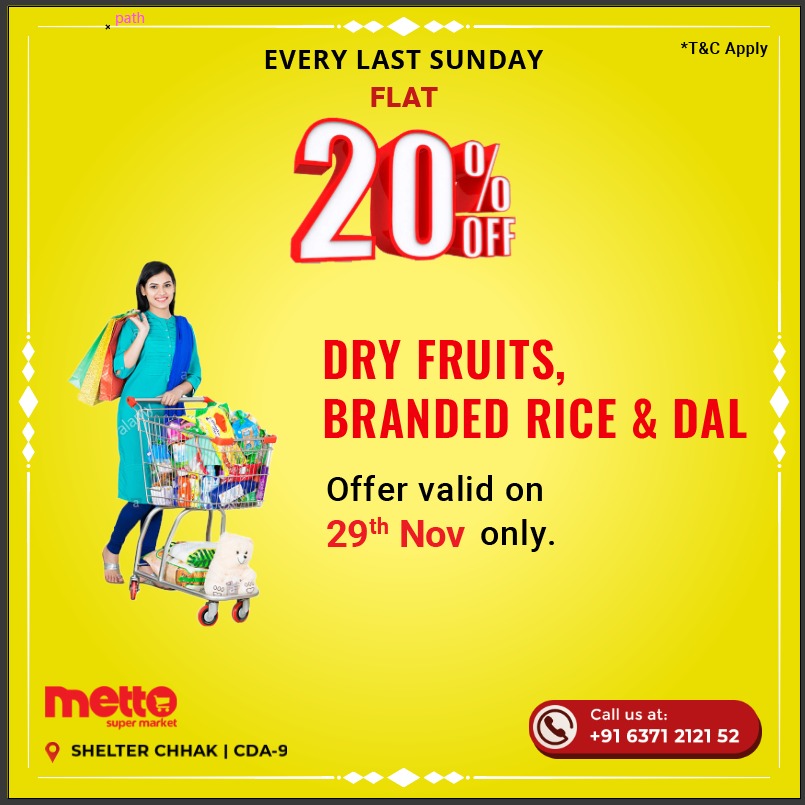 path
*T&C Apply
EVERY LAST SUNDAY
FLAT
20% OFF
DRY FRUITS,
BRANDED RICE & DAL
Offer valid on
29th Nov only.
metto
super market
SHELTER CHHAK | CDA-9
Call us at:
+91 6371 2121 52